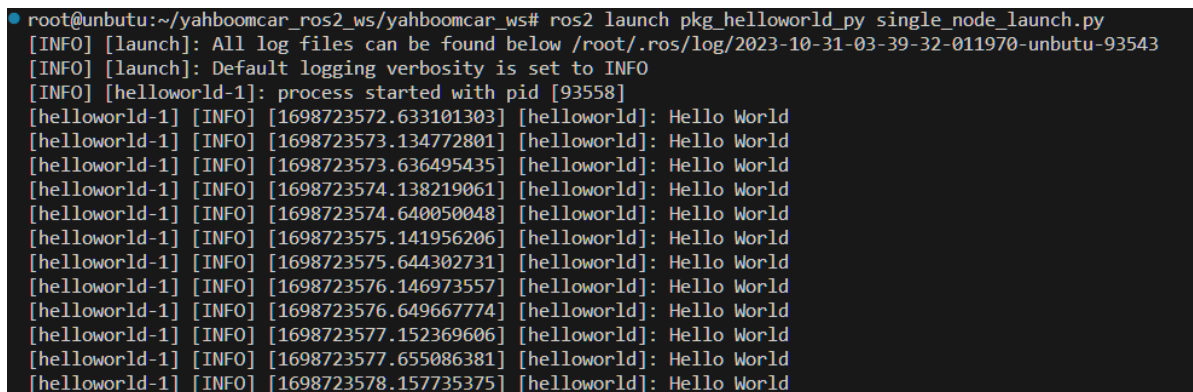 root@unbutu:~/yahboomcar_ros2_ws/yahboomcar_ws# ros2 launch pkg_helloworld_py single_node_launch.py
[INFO] [launch]: All log files can be found below /root/.ros/log/2023-10-31-03-39-32-011970-unbutu-93543
[INFO] [launch]: Default logging verbosity is set to INFO
[INFO] [helloworld-1]: process started with pid [93558]
[helloworld-1] [INFO] [1698723572.633101303] [helloworld]: Hello World
[helloworld-1] [INFO] [1698723573.134772801] [helloworld]: Hello World
[helloworld-1] [INFO] [1698723573.636495435] [helloworld]: Hello World
[helloworld-1] [INFO] [1698723574.138219061] [helloworld]: Hello World
[helloworld-1] [INFO] [1698723574.640050048] [helloworld]: Hello World
[helloworld-1] [INFO] [1698723575.141956206] [helloworld]: Hello World
[helloworld-1] [INFO] [1698723575.644302731] [helloworld]: Hello World
[helloworld-1] [INFO] [1698723576.146973557] [helloworld]: Hello World
[helloworld-1] [INFO] [1698723576.649667774] [helloworld]: Hello World
[helloworld-1] [INFO] [1698723577.152369606] [helloworld]: Hello World
[helloworld-1] [INFO] [1698723577.655086381] [helloworld]: Hello World
[helloworld-1] [INFO] [1698723578.157735375] [helloworld]: Hello World